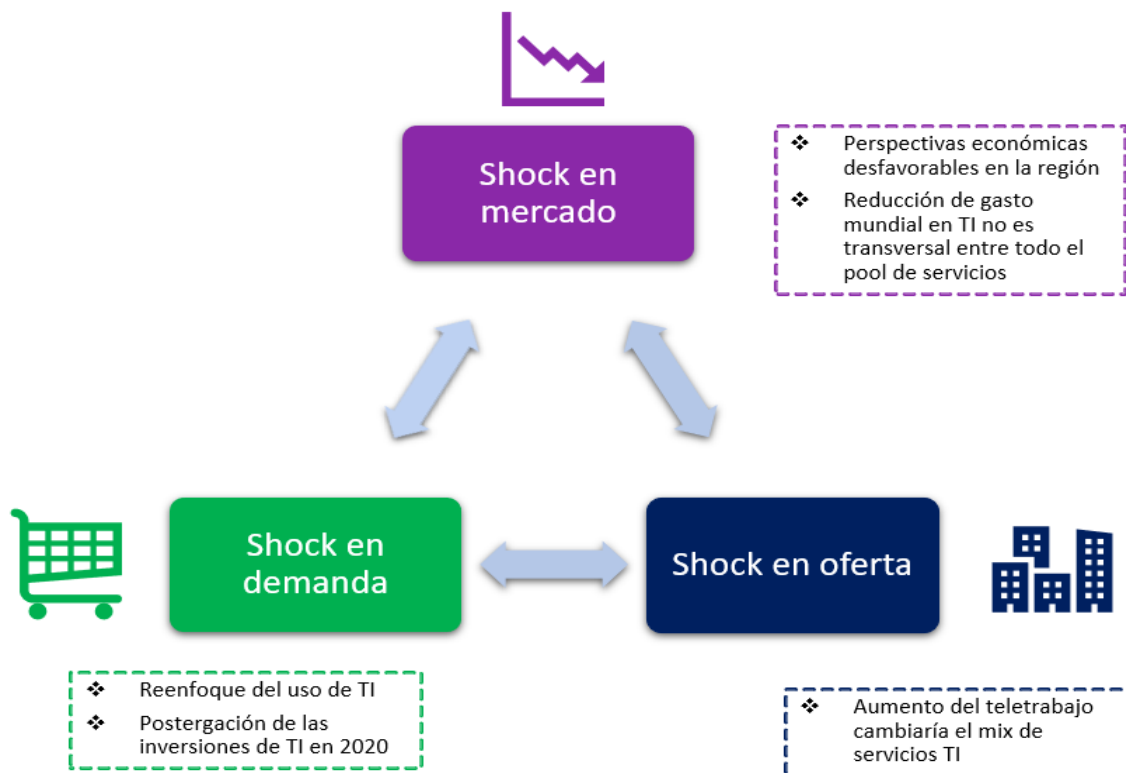 Shock en
mercado
❖ Perspectivas económicas
desfavorables en la región
❖ Reducción de gasto
mundial en TI no es
transversal entre todo el
pool de servicios
Shock en
demanda
Shock en oferta
❖ Reenfoque del uso de TI
❖ Postergación de las
inversiones de TI en 2020
❖ Aumento del teletrabajo
cambiaría el mix de
servicios TI